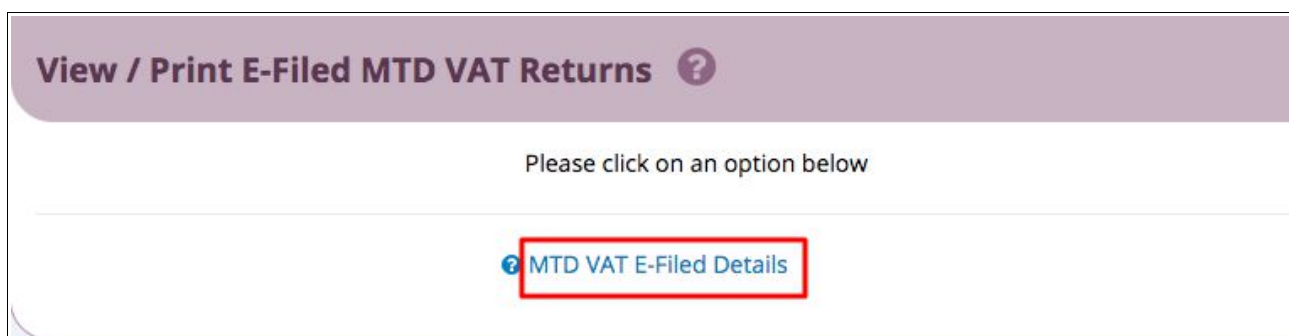 View / Print E-Filed MTD VAT Returns ?
Please click on an option below
? MTD VAT E-Filed Details